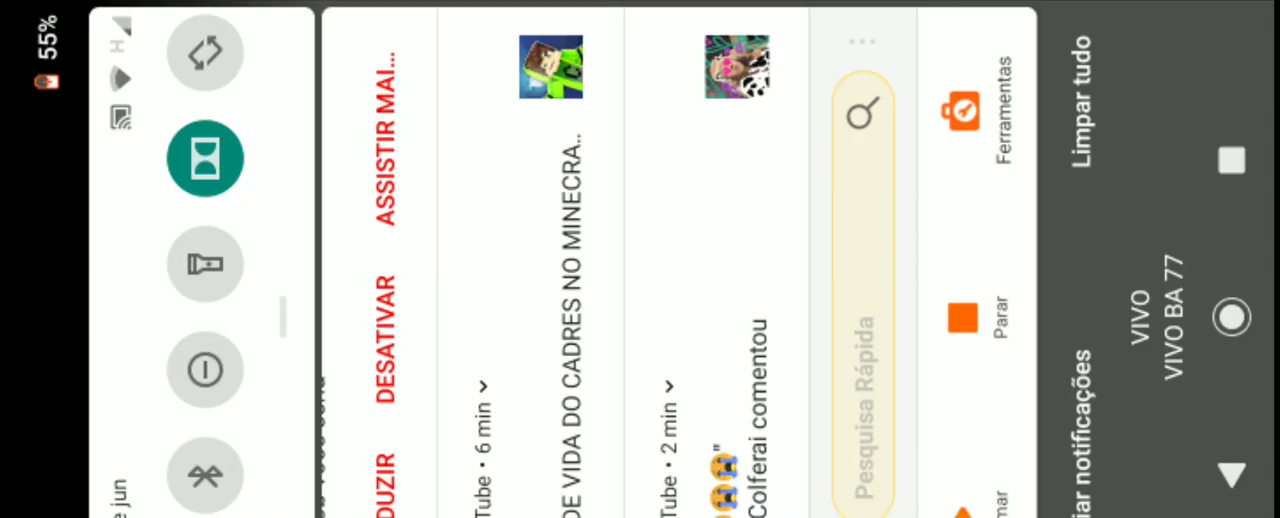 55%
H
e jun
DUZIR DESATIVAR ASSISTIR MAI...
Tube • 6 min
DE VIDA DO CADRES NO MINECRA..
Tube • 2 min
😭😭"
Colferai comentou
Pesquisa Rápida
mar Parar Ferramentas
iar notificações Limpar tudo
VIVO
VIVO BA 77